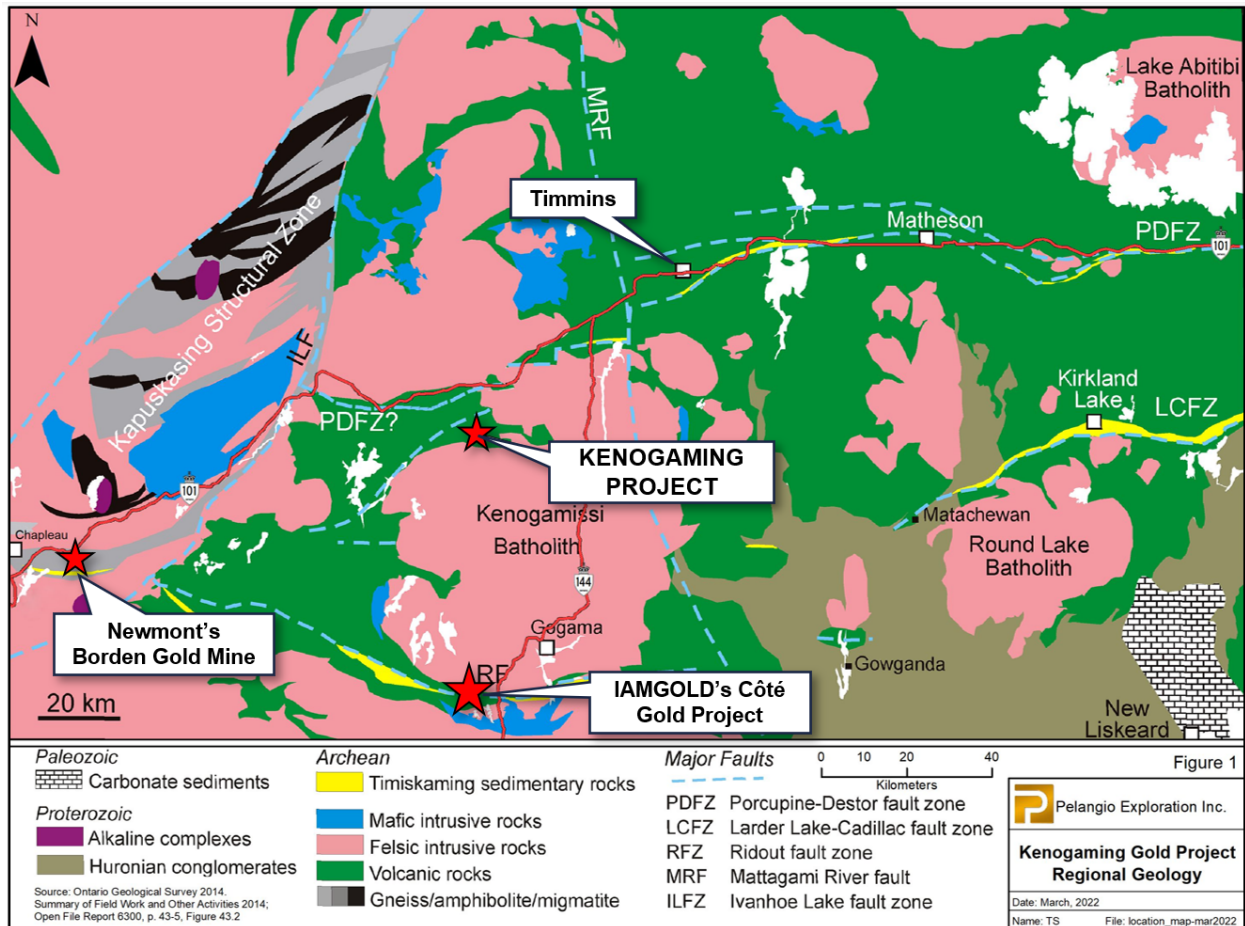 N
Lake Abitibi
Batholith
MRF
Timmins
Matheson
PDFZ
101
Kapuskasing Structural Zone
ILF
Kirkland
Lake
LCFZ
PDFZ?
KENOGAMING
PROJECT
101
Chapleau
Kenogamissi
Batholith
Matachewan
Round Lake
Batholith
144
Newmont's
Borden Gold Mine
Gogama
Gowganda
RF
IAMGOLD's Côté
Gold Project
20 km
New
Liskeard
Paleozoic
Carbonate sediments
Proterozoic
Alkaline complexes
Huronian conglomerates
Source: Ontario Geological Survey 2014.
Summary of Field Work and Other Activities 2014;
Open File Report 6300, p. 43-5, Figure 43.2
Archean
Timiskaming sedimentary rocks
Mafic intrusive rocks
Felsic intrusive rocks
Volcanic rocks
Gneiss/amphibolite/migmatite
Major Faults
0 20 40
Kilometers
PDFZ Porcupine-Destor fault zone
LCFZ Larder Lake-Cadillac fault zone
RFZ Ridout fault zone
MRF Mattagami River fault
ILFZ Ivanhoe Lake fault zone
Figure 1
Pelangio Exploration Inc.
Kenogaming Gold Project
Regional Geology
Date: March, 2022
Name: TS File: location_map-mar2022